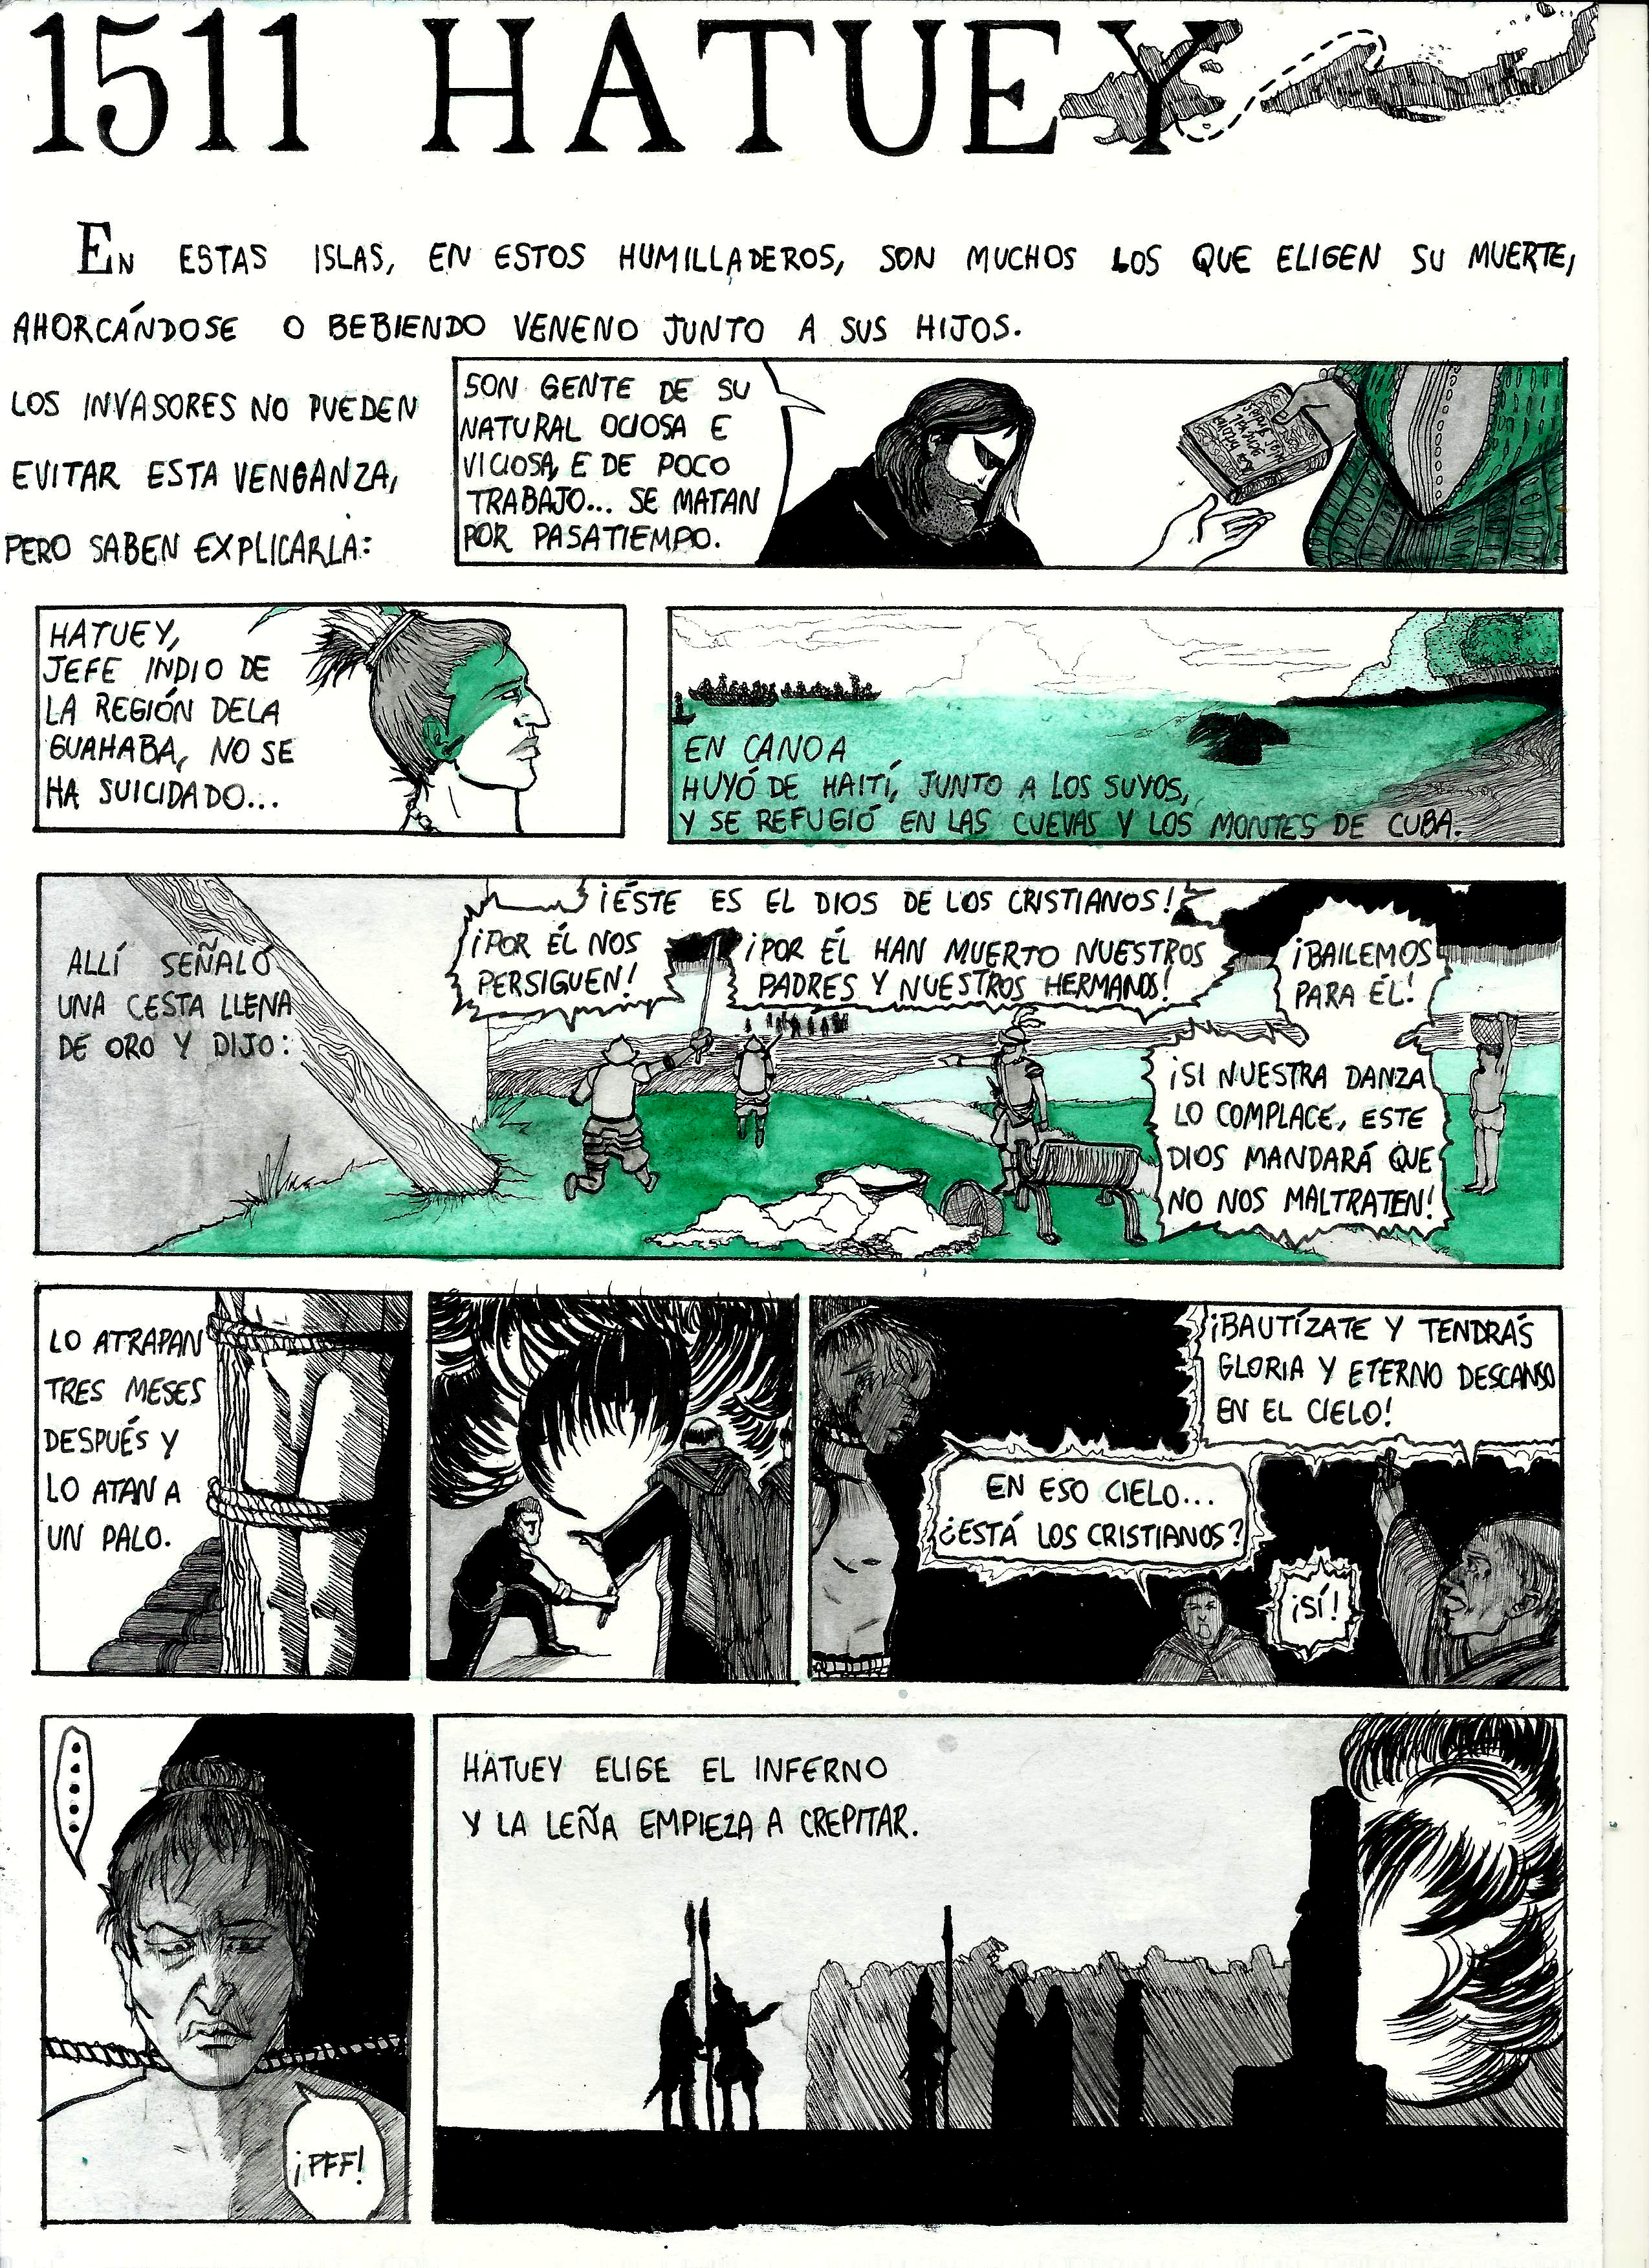 1511 HATUEY
EN ESTAS ISLAS, EN ESTOS HUMILLADEROS, SON MUCHOS LOS QUE ELIGEN SU MUERTE,
AHORCÁNDOSE O BEBIENDO VENENO JUNTO A SUS HIJOS.
LOS INVASORES NO PUEDEN
EVITAR ESTA VENGANZA,
PERO SABEN EXPLICARLA:
SON GENTE DE SU
NATURAL OCIOSA E
VICIOSA, E DE POCO
TRABAJO... SE MATAN
POR PASATIEMPO.
HATUEY,
JEFE INDIO DE
LA REGIÓN DELA
GUAHABA, NO SE
HA SUICIDADO...
EN CANOA
HUYÓ DE HAITÍ, JUNTO A LOS SUYOS,
Y SE REFUGIÓ EN LAS CUEVAS Y LOS MONTES DE CUBA.
ALLÍ SEÑALÓ
UNA CESTA LLENA
DE ORO Y DIJO:
¡ÉSTE ES EL DIOS DE LOS CRISTIANOS!
¡POR ÉL NOS
PERSIGUEN!
¡POR ÉL HAN MUERTO NUESTROS
PADRES Y NUESTROS HERMANOS!
¡BAILEMOS
PARA ÉL!
¡SI NUESTRA DANZA
LO COMPLACE, ESTE
DIOS MANDARÁ QUE
NO NOS MALTRATEN!
LO ATRAPAN
TRES MESES
DESPUÉS Y
LO ATAN A
UN PALO.
¡BAUTÍZATE Y TENDRÁS
GLORIA Y ETERNO DESCANSO
EN EL CIELO!
EN ESO CIELO...
¿ESTÁ LOS CRISTIANOS?
¡SÍ!
.....
¡PFF!
HATUEY ELIGE EL INFERNO
Y LA LEÑA EMPIEZA A CREPITAR.